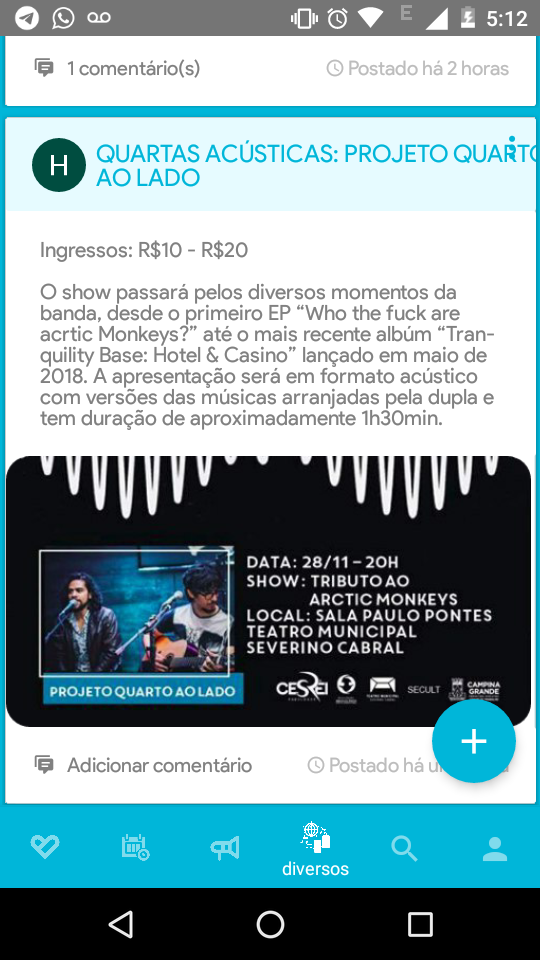 E
5:12
1 comentário(s)
Postado há 2 horas
H
QUARTAS ACÚSTICAS: PROJETO QUARTO
AO LADO
Ingressos: R$10 - R$20
O show passará pelos diversos momentos da
banda, desde o primeiro EP “Who the fuck are
acrtic Monkeys?” até o mais recente albúm “Tran-
quility Base: Hotel & Casino” lançado em maio de
2018. A apresentação será em formato acústico
com versões das músicas arranjadas pela dupla e
tem duração de aproximadamente 1h30min.
DATA: 28/11 – 20H
SHOW: TRIBUTO AO
ARCTIC MONKEYS
LOCAL: SALA PAULO PONTES
TEATRO MUNICIPAL
SEVERINO CABRAL
PROJETO QUARTO AO LADO
CESREI
SECULT
CAMPINA
GRANDE
Adicionar comentário
Postado há
diversos